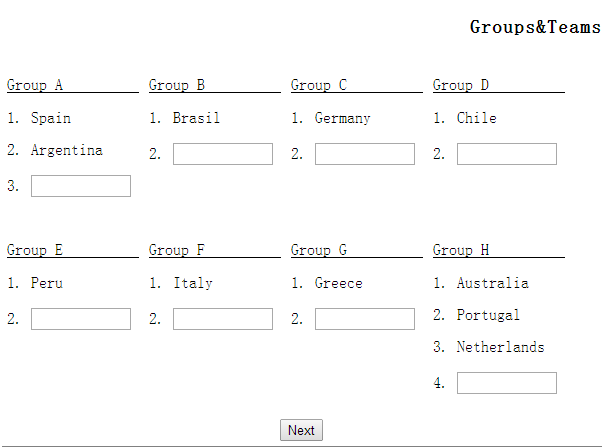 Groups&Teams
Group A
1. Spain
2. Argentina
3.
Group B
1. Brasil
2.
Group C
1. Germany
2.
Group D
1. Chile
2.
Group E
1. Peru
2.
Group F
1. Italy
2.
Group G
1. Greece
2.
Group H
1. Australia
2. Portugal
3. Netherlands
4.
Next